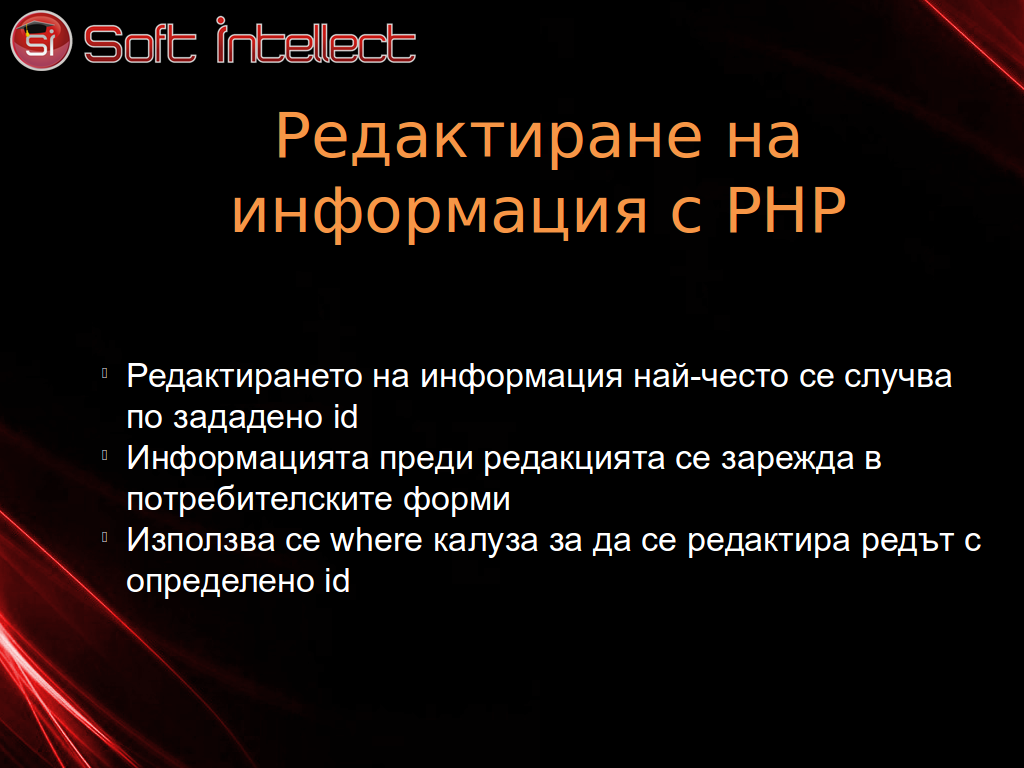 Si Soft Intellect
Редактиране на
информация с PHP
Редактирането на информация най-често се случва
по зададено id
Информацията преди редакцията се зарежда в
потребителските форми
Използва се where калуза за да се редактира редът с
определено id